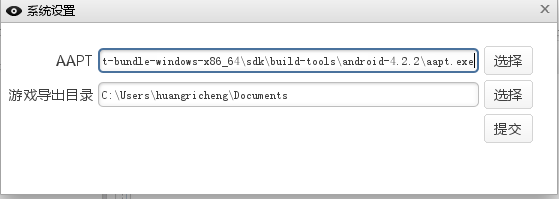 系统设置
AAPT t-bundle-windows-x86_64\sdk\build-tools\android-4.2.2\aapt.exe 选择
游戏导出目录 C:\Users\huangricheng\Documents 选择
提交